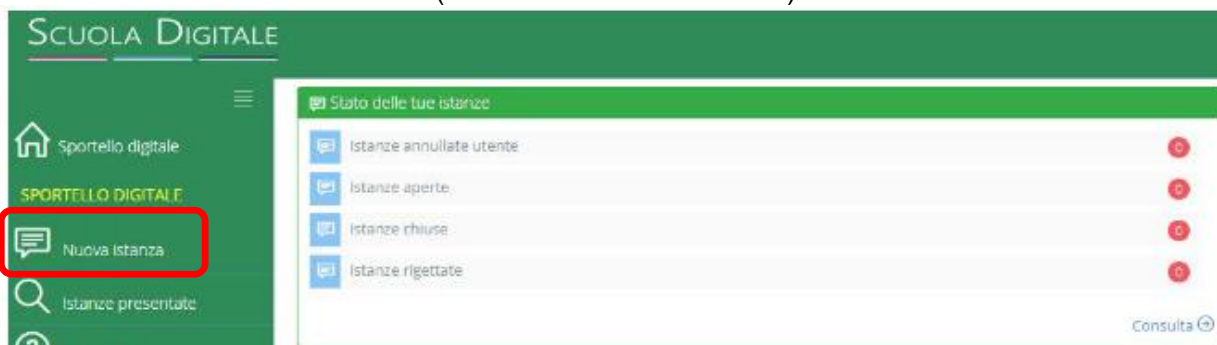 SCUOLA DIGITALE
Sportello digitale
SPORTELLO DIGITALE
Nuova istanza
Istanze presentate
Stato delle tue istanze
Istanze annullate utente
0
Istanze aperte
0
Istanze chiuse
0
Istanze rigettate
0
Consulta